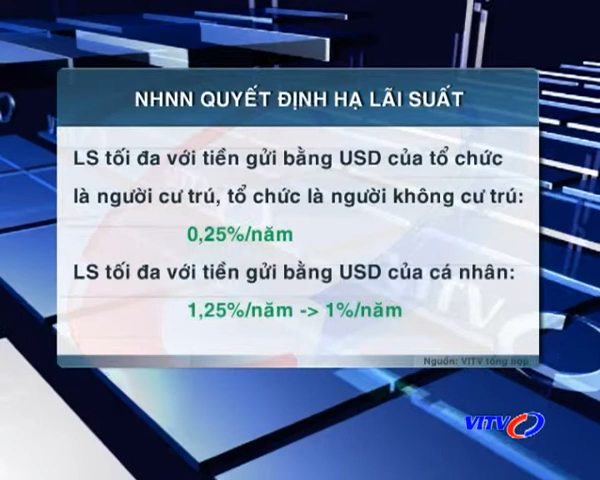 NHNN QUYẾT ĐỊNH HẠ LÃI SUẤT
LS tối đa với tiền gửi bằng USD của tổ chức
là người cư trú, tổ chức là người không cư trú:
0,25%/năm
LS tối đa với tiền gửi bằng USD của cá nhân:
1,25%/năm -> 1%/năm
Nguồn: VITV tổng hợp
VITV